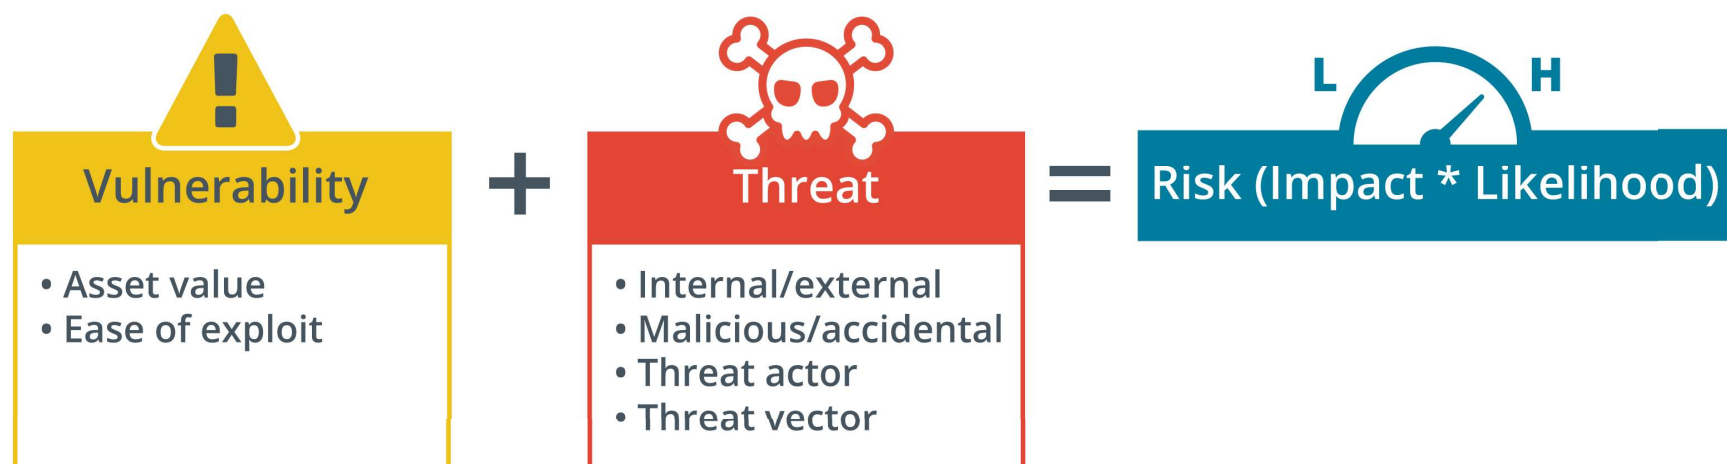 L H
Vulnerability + Threat = Risk (Impact * Likelihood)
• Asset value
• Ease of exploit
• Internal/external
• Malicious/accidental
• Threat actor
• Threat vector